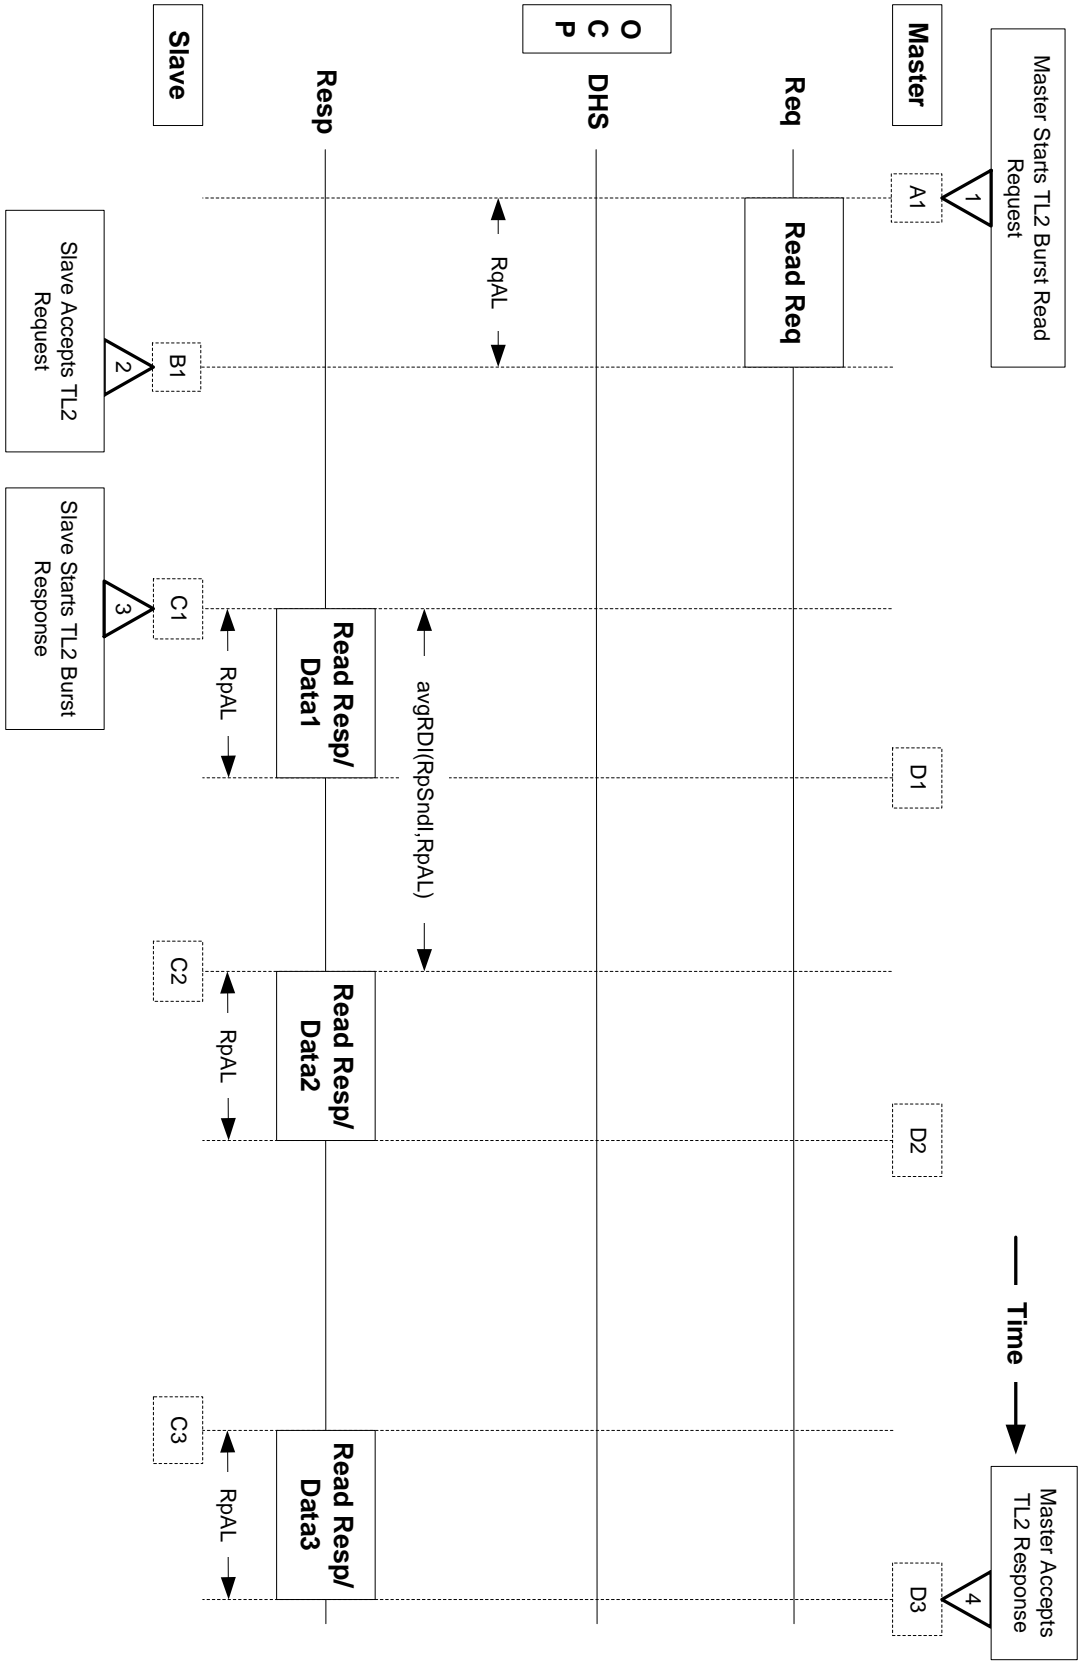 Master Starts TL2 Burst Read
Request
1
Time
Master Accepts
TL2 Response
4
Master
A1
D1
D2
D3
Req
Read Req
O
C
P
DHS
RqAL
avgRDI(RpSndI,RpAL)
Resp
Read Resp/
Data1
Read Resp/
Data2
Read Resp/
Data3
RpAL
RpAL
RpAL
Slave
B1
C1
C2
C3
2
Slave Accepts TL2
Request
3
Slave Starts TL2 Burst
Response